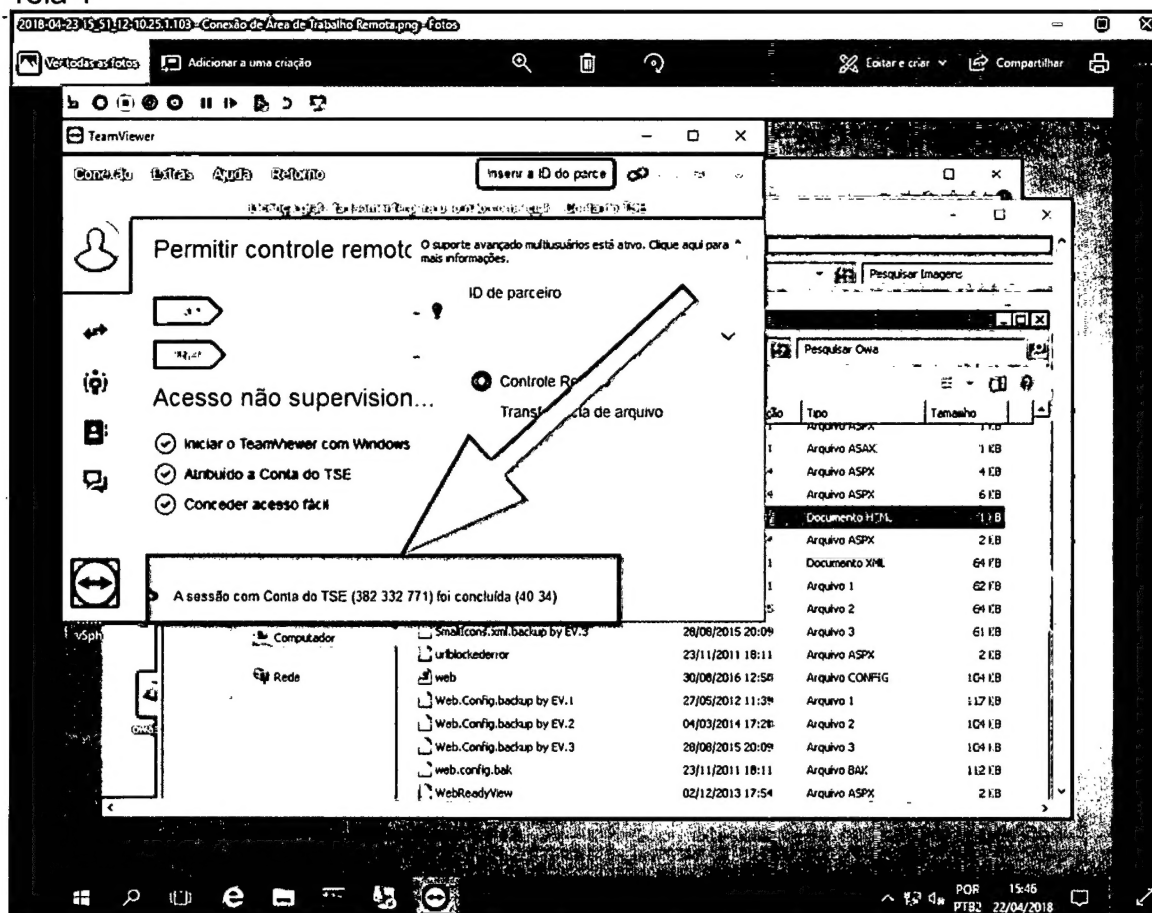 2018-04-23 15_51_12-10.25.1.103 - Conexão de Área de Trabalho Remota.png - Fotos
Ver todas as fotos Adicionar a uma criação Editar e criar Compartilhar
TeamViewer
Conexão Extras Ajuda Retorno Inserir a ID do parce
Permitir controle remoto
O suporte avançado multiusuários está ativo. Clique aqui para
mais informações.
Pesquisar Imagens
ID de parceiro
Pesquisar Owa
Controle Re
Acesso não supervision...
Transf cia de arquivo
ção Tipo Tamanho
Arquivo ASPX 1 KB
Iniciar o TeamViewer com Windows
Arquivo ASAX 1 KB
Atribuído a Conta do TSE
Arquivo ASPX 4 KB
Arquivo ASPX 6 KB
Conceder acesso fácil
Documento HTML 1 KB
Arquivo ASPX 2 KB
Documento XML 64 KB
A sessão com Conta do TSE (382 332 771) foi concluída (40 34)
Arquivo 1 62 KB
Arquivo 2 64 KB
vSph
Computador
SmallIcons.xml.backup by EV.3 28/08/2015 20:09 Arquivo 3 61 KB
urlblockederror 23/11/2011 18:11 Arquivo ASPX 2 KB
Rede
web 30/08/2016 12:58 Arquivo CONFIG 104 KB
Web.Config.backup by EV.1 27/05/2012 11:39 Arquivo 1 117 KB
Web.Config.backup by EV.2 04/03/2014 17:28 Arquivo 2 104 KB
Web.Config.backup by EV.3 28/08/2015 20:09 Arquivo 3 104 KB
web.config.bak 23/11/2011 18:11 Arquivo BAK 112 KB
WebReadyView 02/12/2013 17:54 Arquivo ASPX 2 KB
POR 15:46
PTB2 22/04/2018